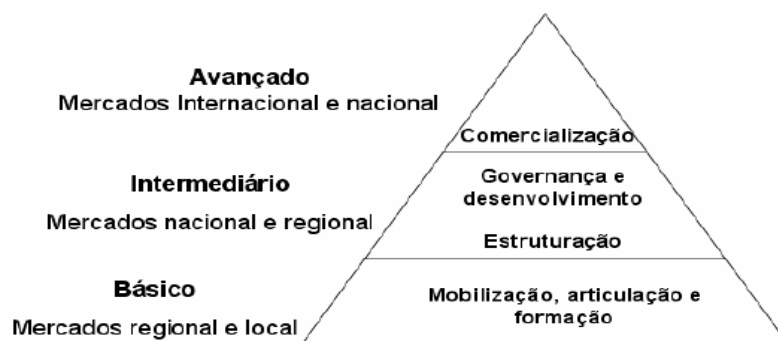 Avançado
Mercados Internacional e nacional
Comercialização
Intermediário
Mercados nacional e regional
Governança e
desenvolvimento
Estruturação
Básico
Mercados regional e local
Mobilização, articulação e
formação